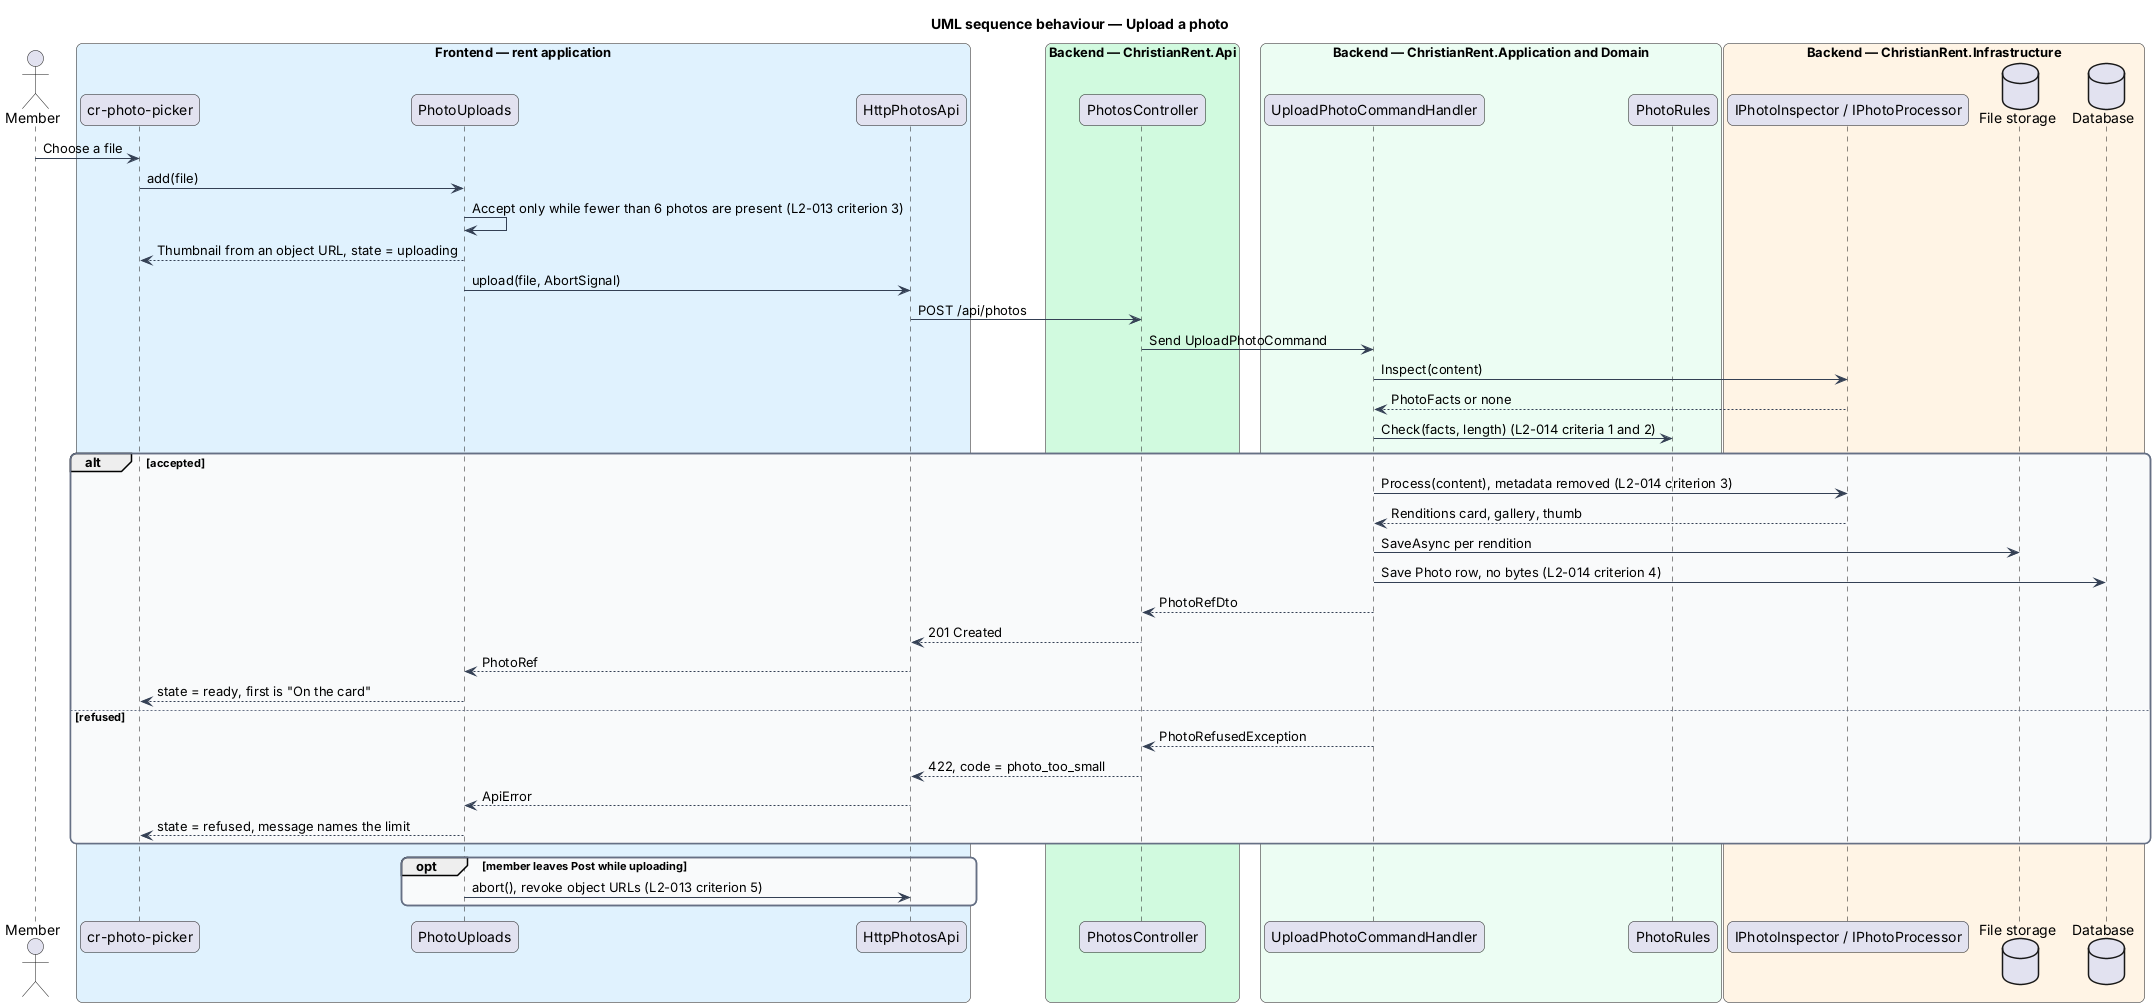 UML sequence behaviour — Upload a photo
Frontend — rent application
Backend — ChristianRent.Api
Backend — ChristianRent.Application and Domain
Backend — ChristianRent.Infrastructure
Member
cr-photo-picker
PhotoUploads
HttpPhotosApi
PhotosController
UploadPhotoCommandHandler
PhotoRules
IPhotoInspector / IPhotoProcessor
File storage
Database
Choose a file
add(file)
Accept only while fewer than 6 photos are present (L2-013 criterion 3)
Thumbnail from an object URL, state = uploading
upload(file, AbortSignal)
POST /api/photos
Send UploadPhotoCommand
Inspect(content)
PhotoFacts or none
Check(facts, length) (L2-014 criteria 1 and 2)
alt [accepted]
Process(content), metadata removed (L2-014 criterion 3)
Renditions card, gallery, thumb
SaveAsync per rendition
Save Photo row, no bytes (L2-014 criterion 4)
PhotoRefDto
201 Created
PhotoRef
state = ready, first is "On the card"
[refused]
PhotoRefusedException
422, code = photo_too_small
ApiError
state = refused, message names the limit
opt [member leaves Post while uploading]
abort(), revoke object URLs (L2-013 criterion 5)
Member
cr-photo-picker
PhotoUploads
HttpPhotosApi
PhotosController
UploadPhotoCommandHandler
PhotoRules
IPhotoInspector / IPhotoProcessor
File storage
Database